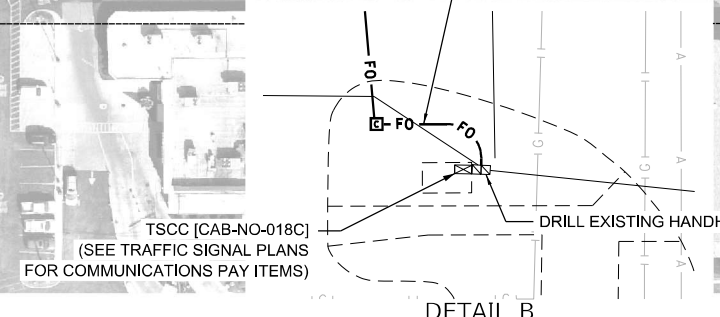 FO
C
FO
FO
TSCC [CAB-NO-018C]
(SEE TRAFFIC SIGNAL PLANS
FOR COMMUNICATIONS PAY ITEMS)
DRILL EXISTING HANDH
G
G
G
A
A
A
DETAIL B